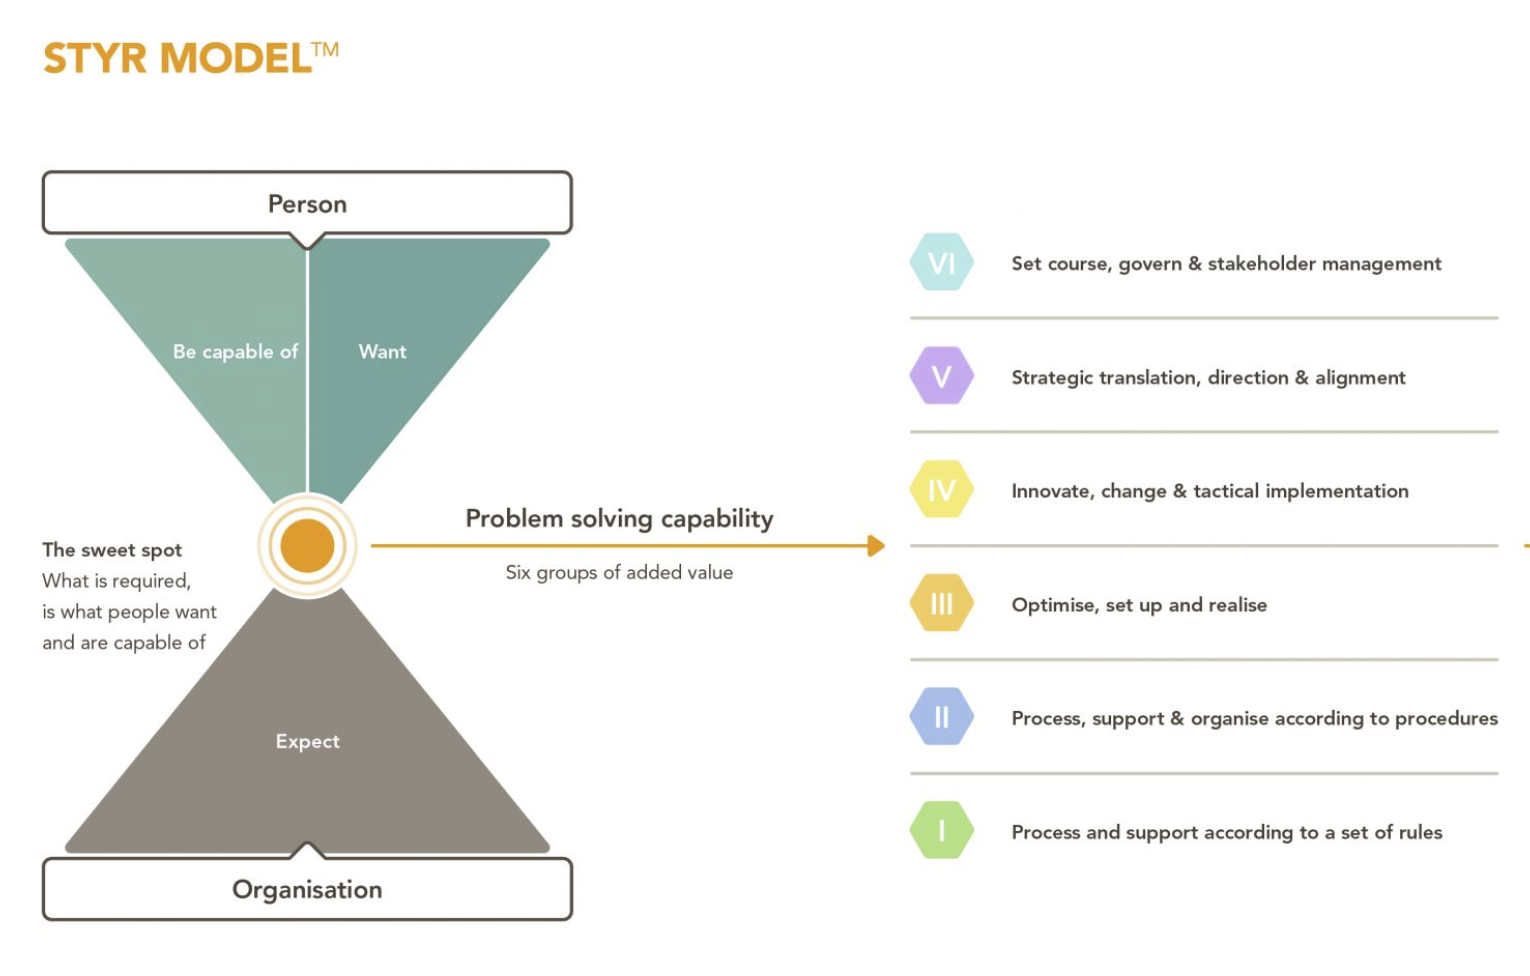 STYR MODEL™
Person
Be capable of
Want
The sweet spot
What is required,
is what people want
and are capable of
Problem solving capability
Six groups of added value
Expect
Organisation
VI Set course, govern & stakeholder management
V Strategic translation, direction & alignment
IV Innovate, change & tactical implementation
III Optimise, set up and realise
II Process, support & organise according to procedures
I Process and support according to a set of rules